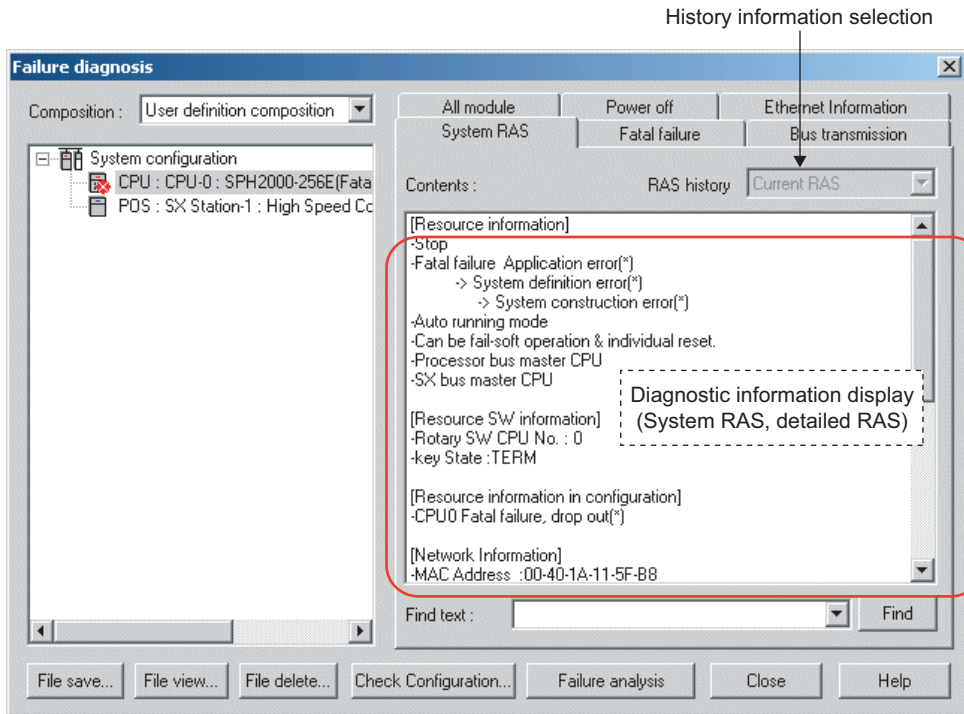 History information selection
Failure diagnosis
Composition :
User definition composition
System configuration
CPU : CPU-0 : SPH2000-256E(Fata
POS : SX Station-1 : High Speed Co
All module
Power off
Ethernet Information
System RAS
Fatal failure
Bus transmission
Contents :
RAS history
Current RAS
[Resource information]
-Stop
-Fatal failure Application error(*)
-> System definition error(*)
-> System construction error(*)
-Auto running mode
-Can be fail-soft operation & individual reset.
-Processor bus master CPU
-SX bus master CPU
Diagnostic information display
(System RAS, detailed RAS)
[Resource SW information]
-Rotary SW CPU No. : 0
-key State :TERM
[Resource information in configuration]
-CPU0 Fatal failure, drop out(*)
[Network Information]
-MAC Address :00-40-1A-11-5F-B8
Find text :
Find
File save...
File view...
File delete...
Check Configuration...
Failure analysis
Close
Help